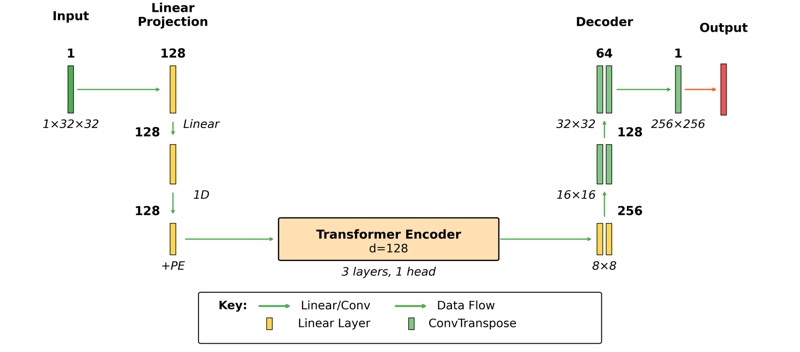 Input
Linear
Projection
Decoder
Output
1
128
64
1
1×32×32
128
Linear
32×32
128
256×256
128
1D
16×16
256
Transformer Encoder
d=128
+PE
3 layers, 1 head
8×8
Key:
Linear/Conv
Data Flow
Linear Layer
ConvTranspose